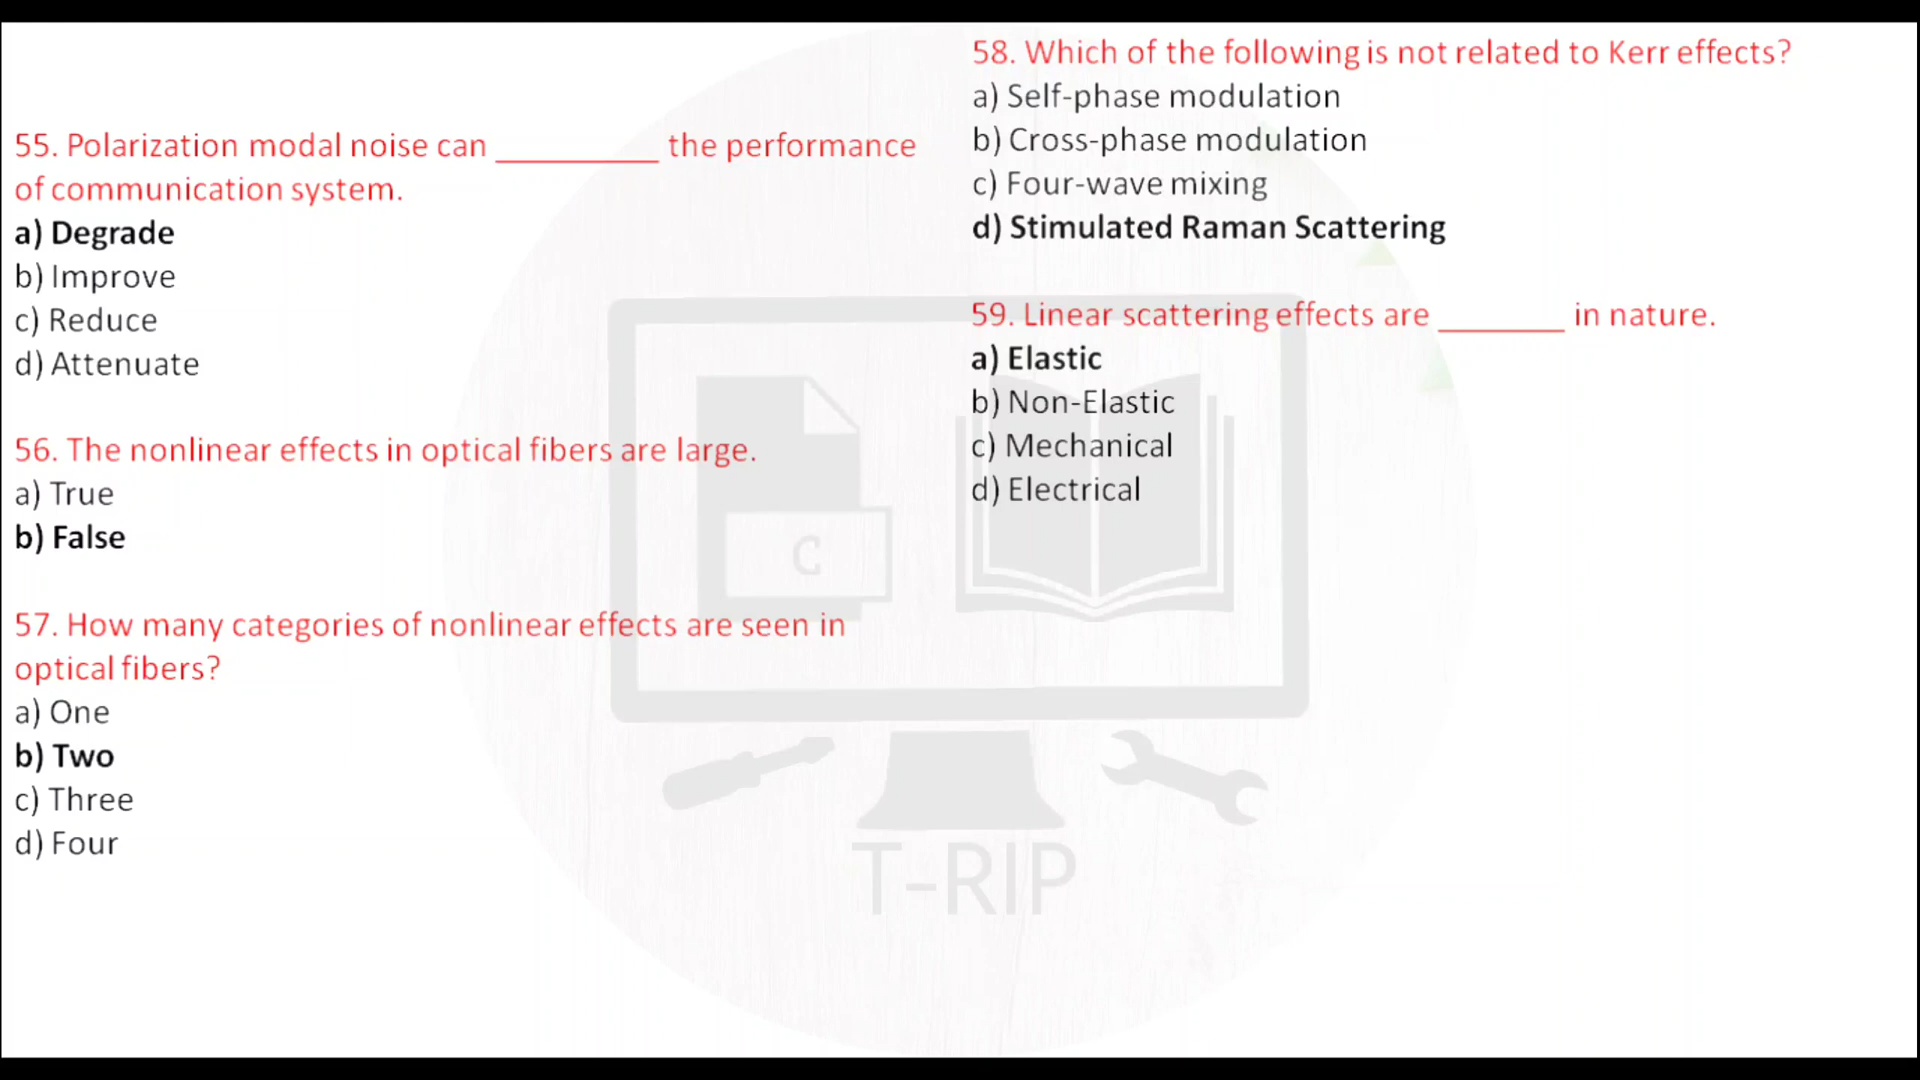 55. Polarization modal noise can __________ the performance
of communication system.
a) Degrade
b) Improve
c) Reduce
d) Attenuate
56. The nonlinear effects in optical fibers are large.
a) True
b) False
57. How many categories of nonlinear effects are seen in
optical fibers?
a) One
b) Two
c) Three
d) Four
58. Which of the following is not related to Kerr effects?
a) Self-phase modulation
b) Cross-phase modulation
c) Four-wave mixing
d) Stimulated Raman Scattering
59. Linear scattering effects are ________ in nature.
a) Elastic
b) Non-Elastic
c) Mechanical
d) Electrical
C
T-RIP